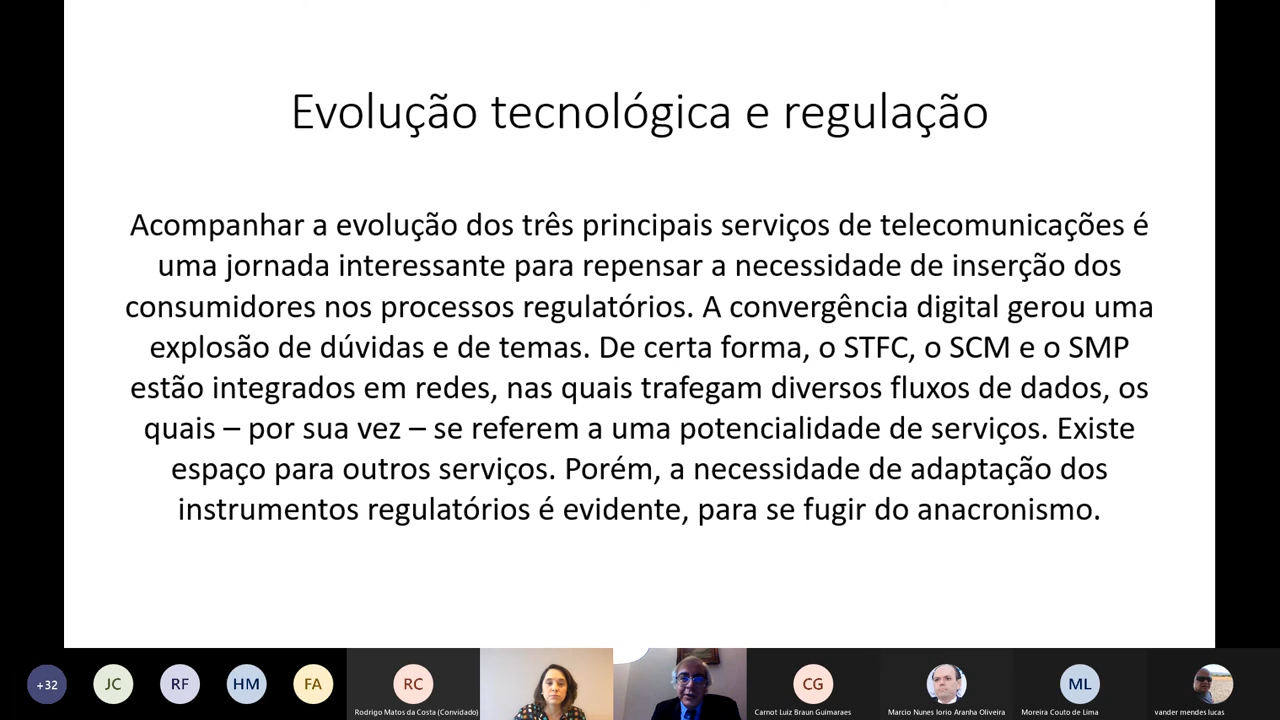 Evolução tecnológica e regulação
Acompanhar a evolução dos três principais serviços de telecomunicações é
uma jornada interessante para repensar a necessidade de inserção dos
consumidores nos processos regulatórios. A convergência digital gerou uma
explosão de dúvidas e de temas. De certa forma, o STFC, o SCM e o SMP
estão integrados em redes, nas quais trafegam diversos fluxos de dados, os
quais – por sua vez – se referem a uma potencialidade de serviços. Existe
espaço para outros serviços. Porém, a necessidade de adaptação dos
instrumentos regulatórios é evidente, para se fugir do anacronismo.
+32
JC
RF
HM
FA
RC
CG
ML
Rodrigo Matos da Costa (Convidado)
Carnot Luiz Braun Guimaraes
Marcio Nunes Iorio Aranha Oliveira
Moreira Couto de Lima
vander mendes lucas